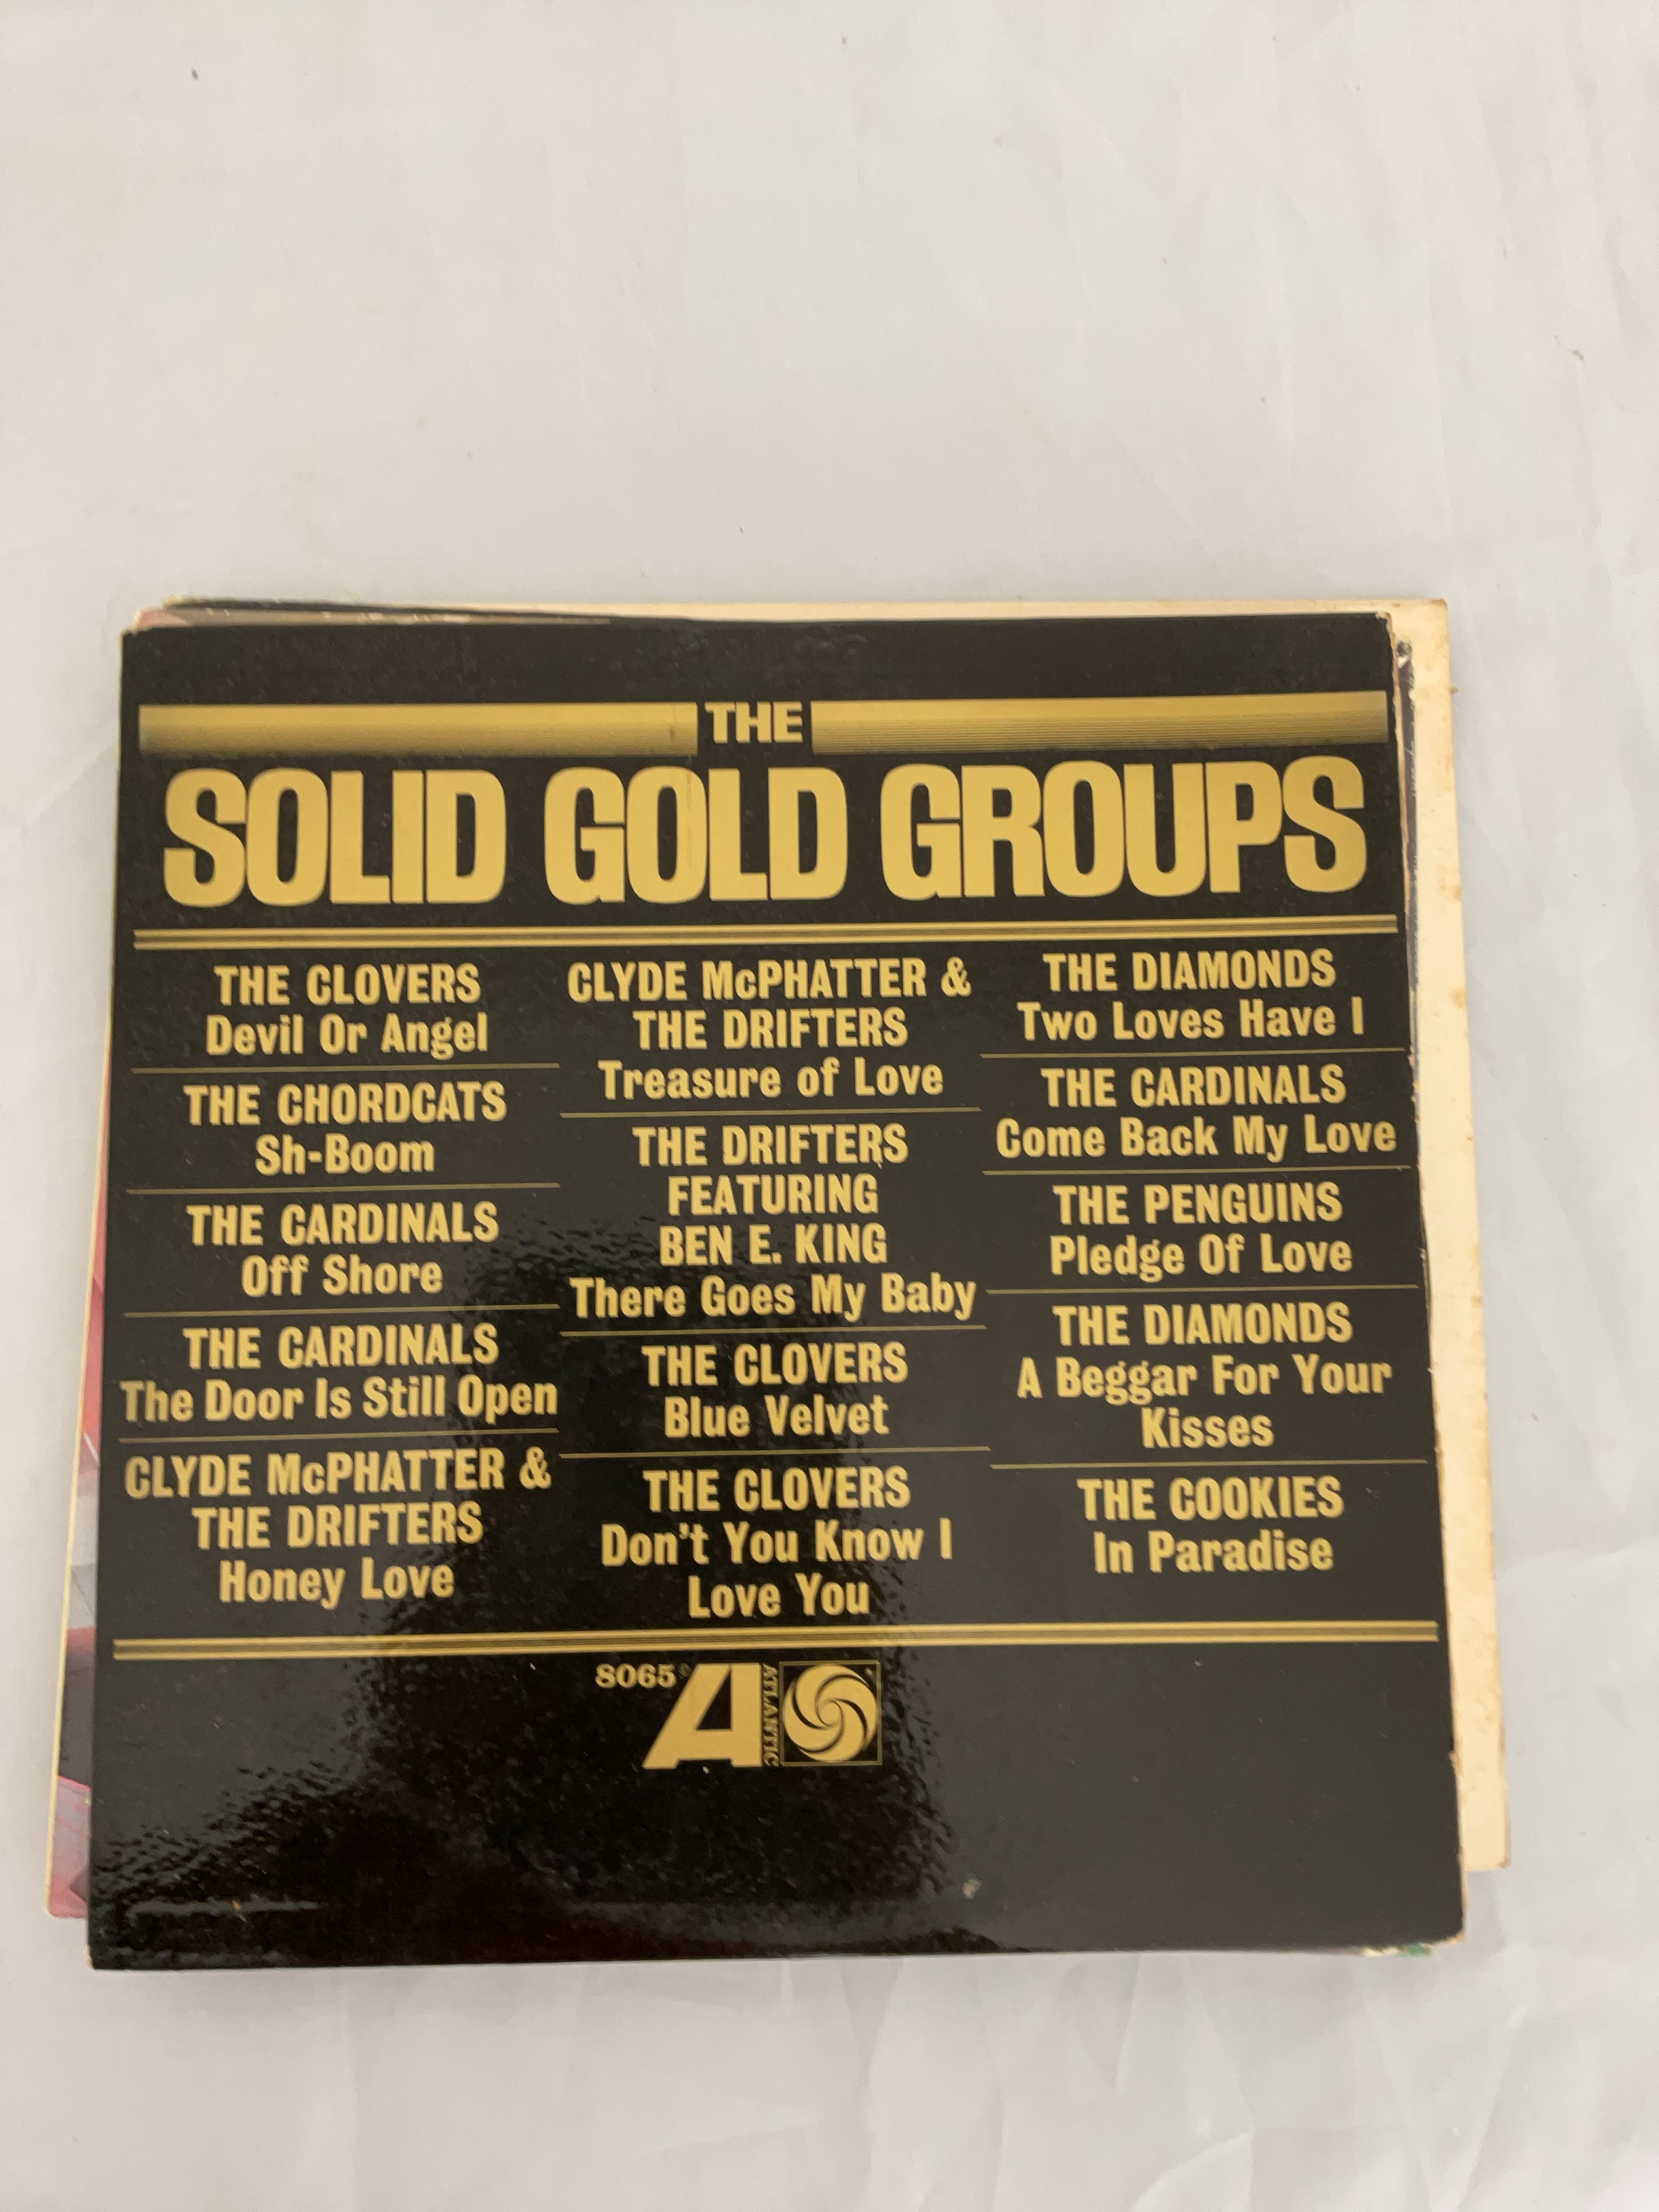 THE
SOLID GOLD GROUPS
THE CLOVERS
Devil Or Angel
THE CHORDCATS
Sh-Boom
THE CARDINALS
Off Shore
THE CARDINALS
The Door Is Still Open
CLYDE McPHATTER &
THE DRIFTERS
Honey Love
CLYDE McPHATTER &
THE DRIFTERS
Treasure of Love
THE DRIFTERS
FEATURING
BEN E. KING
There Goes My Baby
THE CLOVERS
Blue Velvet
THE CLOVERS
Don't You Know I
Love You
THE DIAMONDS
Two Loves Have I
THE CARDINALS
Come Back My Love
THE PENGUINS
Pledge Of Love
THE DIAMONDS
A Beggar For Your
Kisses
THE COOKIES
In Paradise
8065
A
ATLANTIC